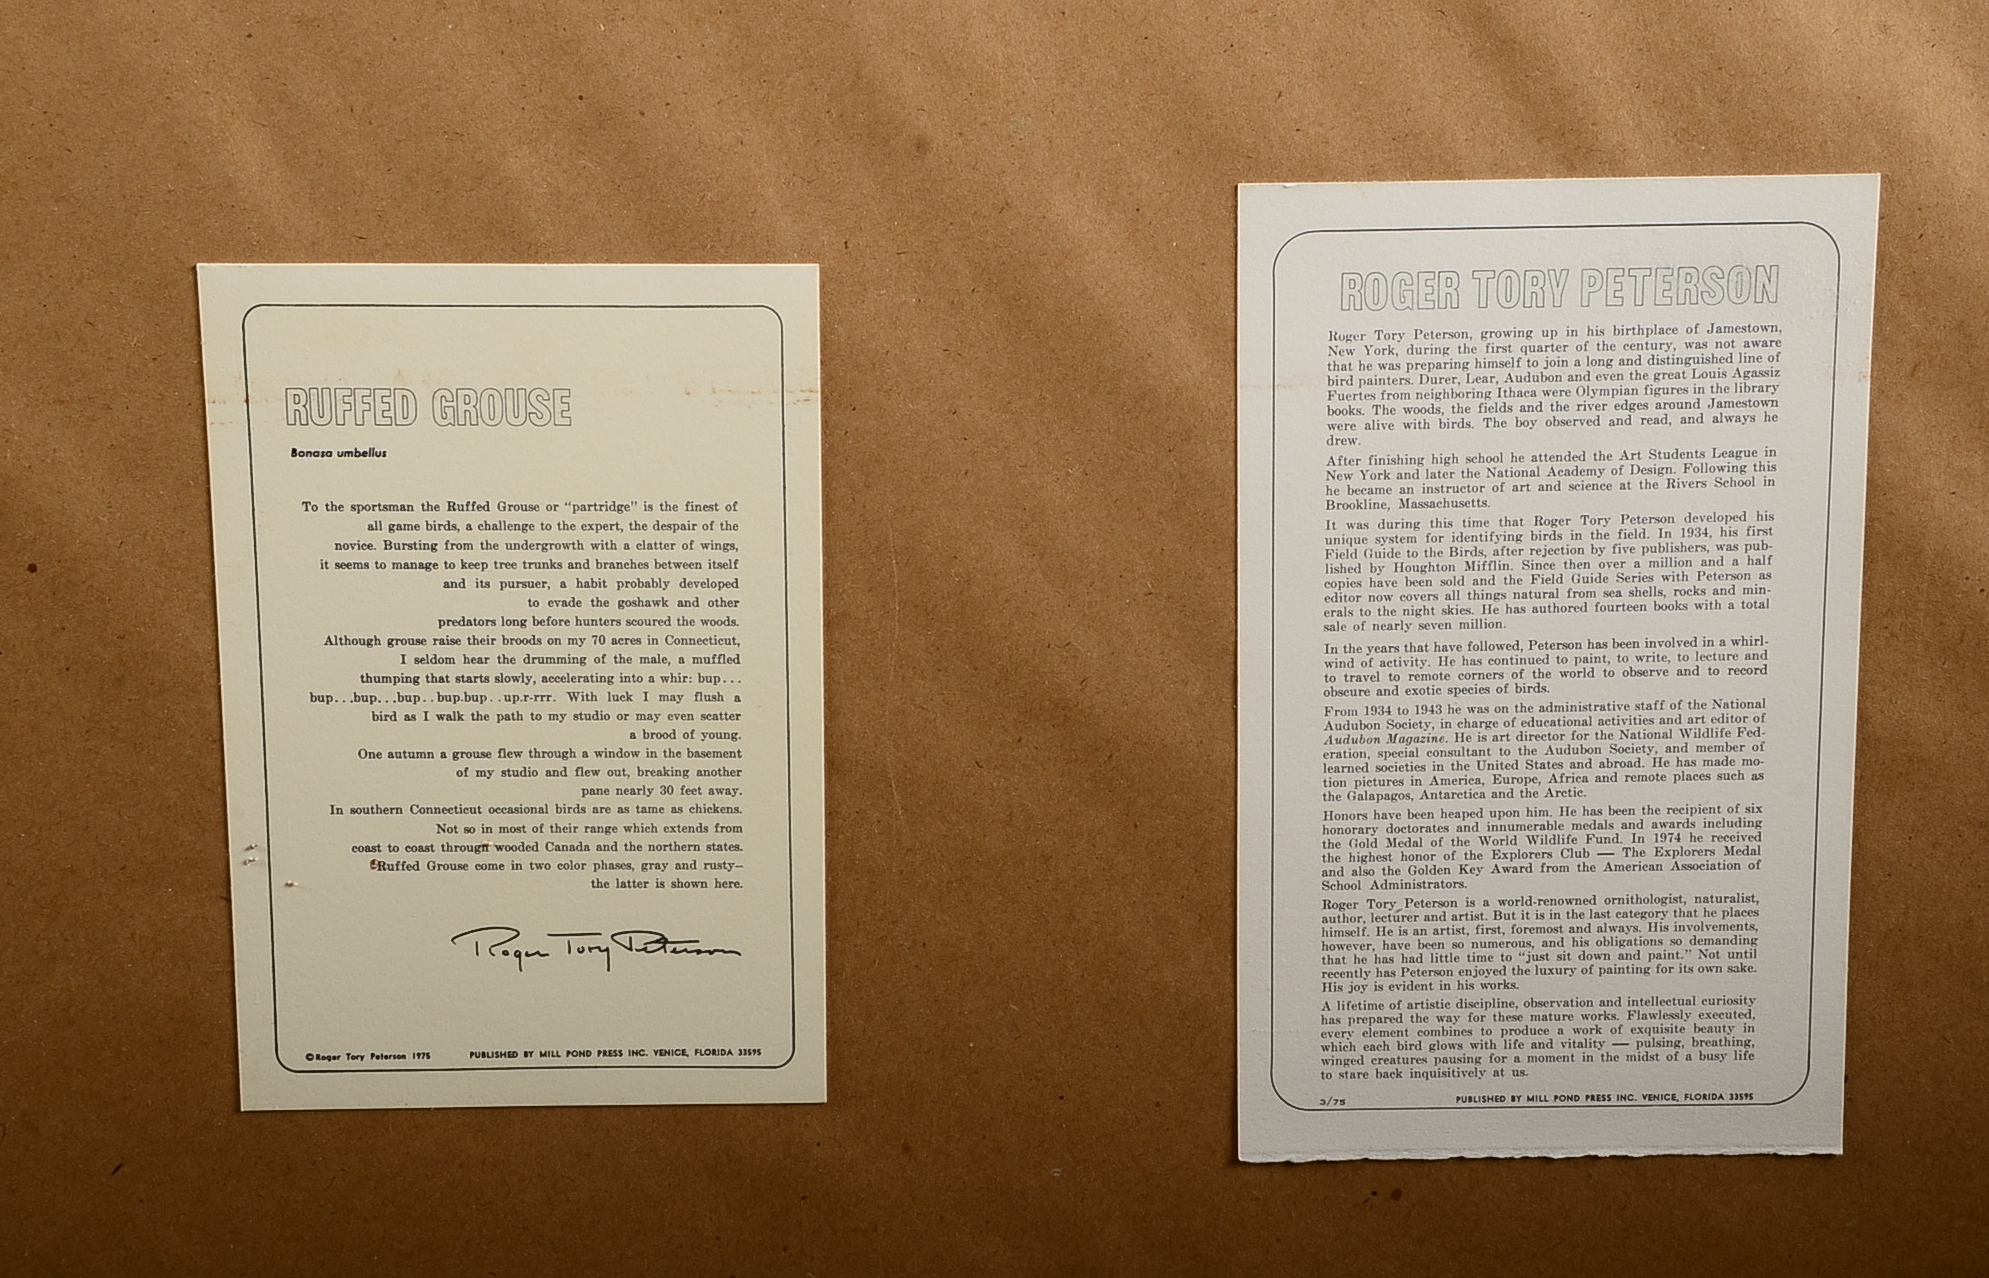 RUFFED GROUSE
Bonasa umbellus
To the sportsman the Ruffed Grouse or “partridge” is the finest of
all game birds, a challenge to the expert, the despair of the
novice. Bursting from the undergrowth with a clatter of wings,
it seems to manage to keep tree trunks and branches between itself
and its pursuer, a habit probably developed
to evade the goshawk and other
predators long before hunters scoured the woods.
Although grouse raise their broods on my 70 acres in Connecticut,
I seldom hear the drumming of the male, a muffled
thumping that starts slowly, accelerating into a whir: bup...
bup...bup...bup..bup.bup..up.r-rrr. With luck I may flush a
bird as I walk the path to my studio or may even scatter
a brood of young.
One autumn a grouse flew through a window in the basement
of my studio and flew out, breaking another
pane nearly 30 feet away.
In southern Connecticut occasional birds are as tame as chickens.
Not so in most of their range which extends from
coast to coast through wooded Canada and the northern states.
Ruffed Grouse come in two color phases, gray and rusty—
the latter is shown here.
Roger Tory Peterson
©Roger Tory Peterson 1975 PUBLISHED BY MILL POND PRESS INC. VENICE, FLORIDA 33595
ROGER TORY PETERSON
Roger Tory Peterson, growing up in his birthplace of Jamestown,
New York, during the first quarter of the century, was not aware
that he was preparing himself to join a long and distinguished line of
bird painters. Durer, Lear, Audubon and even the great Louis Agassiz
Fuertes from neighboring Ithaca were Olympian figures in the library
books. The woods, the fields and the river edges around Jamestown
were alive with birds. The boy observed and read, and always he
drew.
After finishing high school he attended the Art Students League in
New York and later the National Academy of Design. Following this
he became an instructor of art and science at the Rivers School in
Brookline, Massachusetts.
It was during this time that Roger Tory Peterson developed his
unique system for identifying birds in the field. In 1934, his first
Field Guide to the Birds, after rejection by five publishers, was pub-
lished by Houghton Mifflin. Since then over a million and a half
copies have been sold and the Field Guide Series with Peterson as
editor now covers all things natural from sea shells, rocks and min-
erals to the night skies. He has authored fourteen books with a total
sale of nearly seven million.
In the years that have followed, Peterson has been involved in a whirl-
wind of activity. He has continued to paint, to write, to lecture and
to travel to remote corners of the world to observe and to record
obscure and exotic species of birds.
From 1934 to 1943 he was on the administrative staff of the National
Audubon Society, in charge of educational activities and art editor of
Audubon Magazine. He is art director for the National Wildlife Fed-
eration, special consultant to the Audubon Society, and member of
learned societies in the United States and abroad. He has made mo-
tion pictures in America, Europe, Africa and remote places such as
the Galapagos, Antarctica and the Arctic.
Honors have been heaped upon him. He has been the recipient of six
honorary doctorates and innumerable medals and awards including
the Gold Medal of the World Wildlife Fund. In 1974 he received
the highest honor of the Explorers Club — The Explorers Medal
and also the Golden Key Award from the American Association of
School Administrators.
Roger Tory Peterson is a world-renowned ornithologist, naturalist,
author, lecturer and artist. But it is in the last category that he places
himself. He is an artist, first, foremost and always. His involvements,
however, have been so numerous, and his obligations so demanding
that he has had little time to “just sit down and paint.” Not until
recently has Peterson enjoyed the luxury of painting for its own sake.
His joy is evident in his works.
A lifetime of artistic discipline, observation and intellectual curiosity
has prepared the way for these mature works. Flawlessly executed,
every element combines to produce a work of exquisite beauty in
which each bird glows with life and vitality — pulsing, breathing,
winged creatures pausing for a moment in the midst of a busy life
to stare back inquisitively at us.
3/75 PUBLISHED BY MILL POND PRESS INC. VENICE, FLORIDA 33595